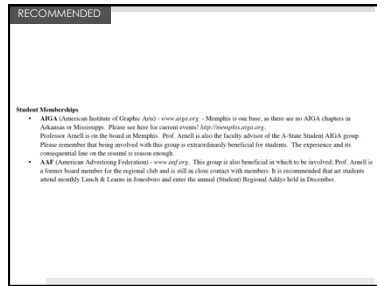 RECOMMENDED
Student Memberships
• AIGA (American Institute of Graphic Arts) - www.aiga.org. - Memphis is our base, as there are no AIGA chapters in
Arkansas or Mississippi. Please see here for current events! http://memphis.aiga.org.
Professor Arnell is on the board in Memphis. Prof. Arnell is also the faculty advisor of the A-State Student AIGA group.
Please remember that being involved with this group is extraordinarily beneficial for students. The experience and its
consequential line on the resumé is reason enough.
• AAF (American Advertising Federation) - www.aaf.org. This group is also beneficial in which to be involved; Prof. Arnell is
a former board member for the regional club and is still in close contact with members. It is recommended that art students
attend monthly Lunch & Learns in Jonesboro and enter the annual (Student) Regional Addys held in December.